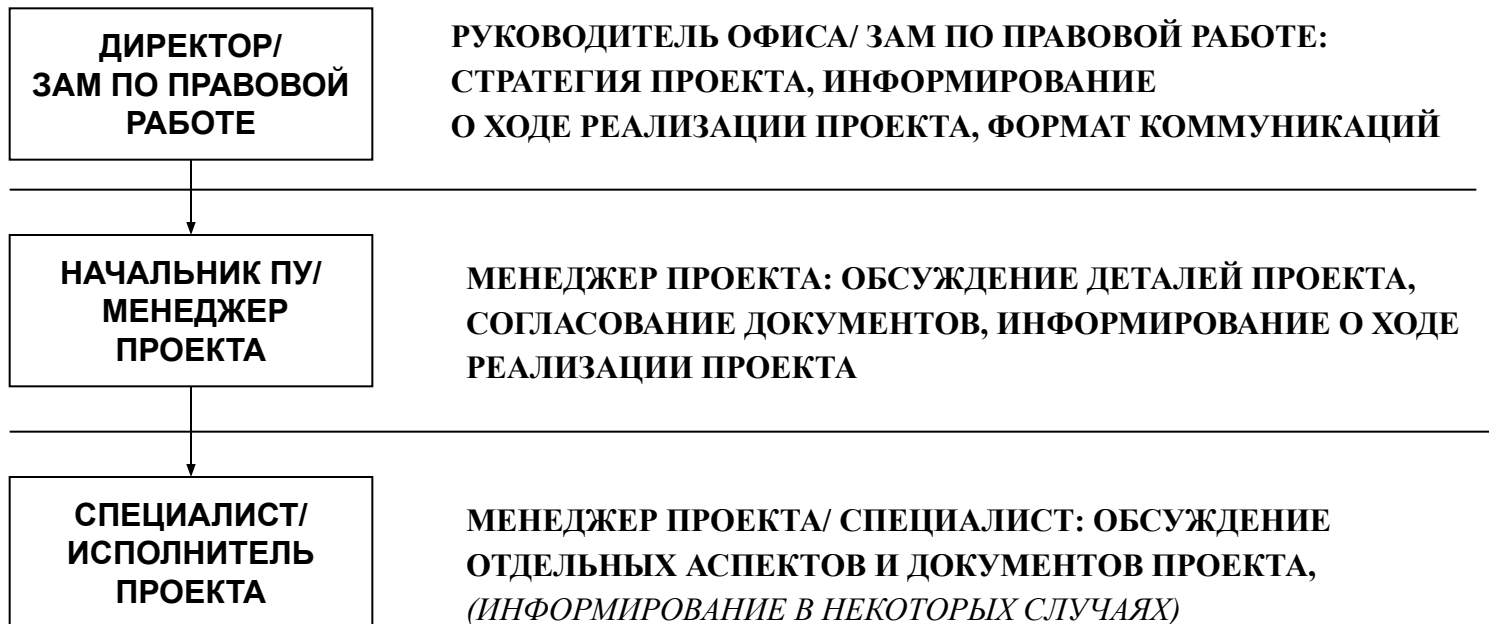 ДИРЕКТОР/
ЗАМ ПО ПРАВОВОЙ
РАБОТЕ
РУКОВОДИТЕЛЬ ОФИСА/ ЗАМ ПО ПРАВОВОЙ РАБОТЕ:
СТРАТЕГИЯ ПРОЕКТА, ИНФОРМИРОВАНИЕ
О ХОДЕ РЕАЛИЗАЦИИ ПРОЕКТА, ФОРМАТ КОММУНИКАЦИЙ
НАЧАЛЬНИК ПУ/
МЕНЕДЖЕР
ПРОЕКТА
МЕНЕДЖЕР ПРОЕКТА: ОБСУЖДЕНИЕ ДЕТАЛЕЙ ПРОЕКТА,
СОГЛАСОВАНИЕ ДОКУМЕНТОВ, ИНФОРМИРОВАНИЕ О ХОДЕ
РЕАЛИЗАЦИИ ПРОЕКТА
СПЕЦИАЛИСТ/
ИСПОЛНИТЕЛЬ
ПРОЕКТА
МЕНЕДЖЕР ПРОЕКТА/ СПЕЦИАЛИСТ: ОБСУЖДЕНИЕ
ОТДЕЛЬНЫХ АСПЕКТОВ И ДОКУМЕНТОВ ПРОЕКТА,
(ИНФОРМИРОВАНИЕ В НЕКОТОРЫХ СЛУЧАЯХ)